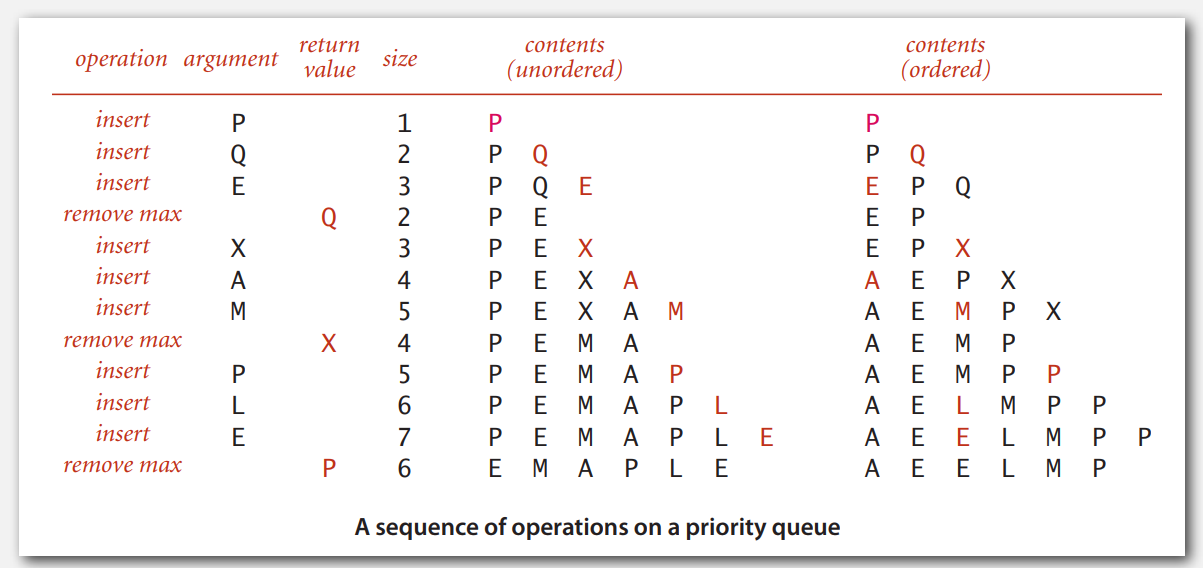 operation argument return value size contents (unordered) contents (ordered)
insert P 1 P P
insert Q 2 P Q P Q
insert E 3 P Q E E P Q
remove max Q 2 P E E P
insert X 3 P E X E P X
insert A 4 P E X A A E P X
insert M 5 P E X A M A E M P X
remove max X 4 P E M A A E M P
insert P 5 P E M A P A E M P P
insert L 6 P E M A P L A E L M P P
insert E 7 P E M A P L E A E E L M P P
remove max P 6 E M A P L E A E E L M P
A sequence of operations on a priority queue